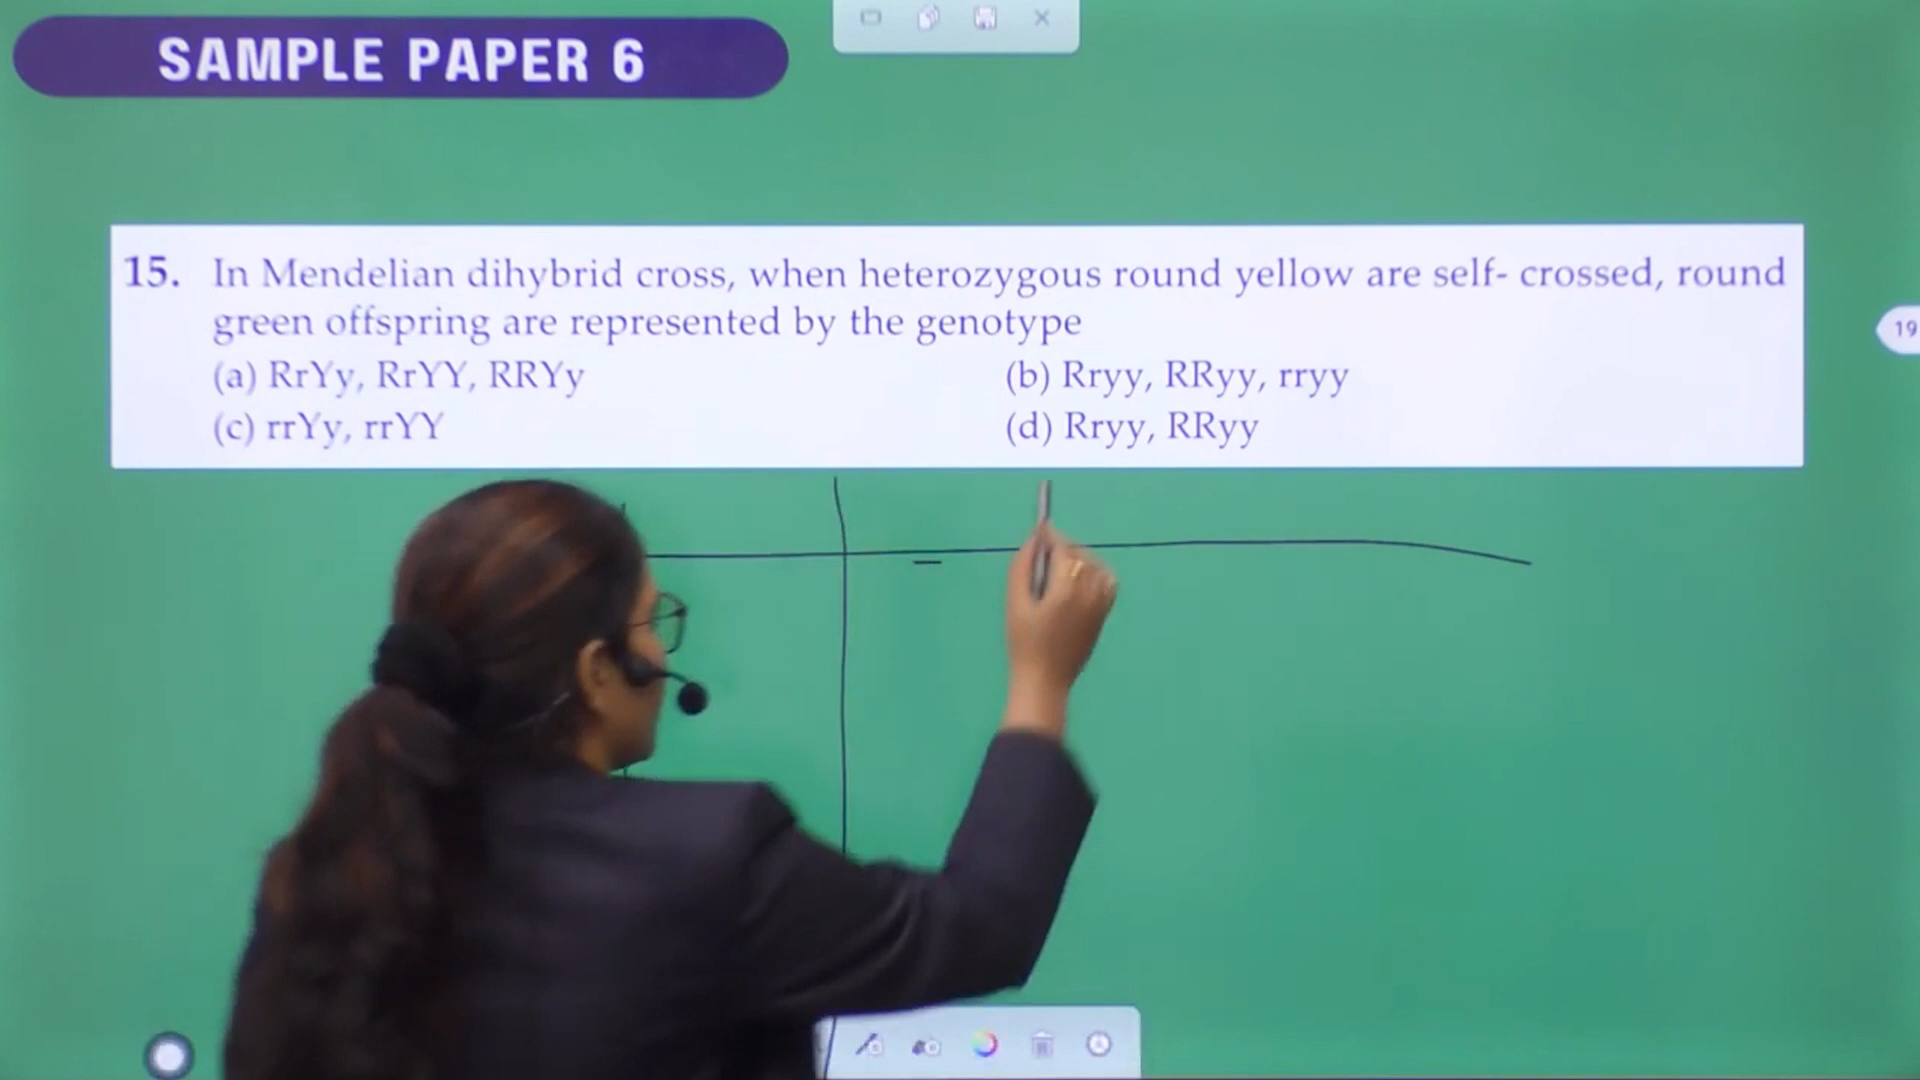 SAMPLE PAPER 6
15. In Mendelian dihybrid cross, when heterozygous round yellow are self- crossed, round
green offspring are represented by the genotype
(a) RrYy, RrYY, RRYy (b) Rryy, RRyy, rryy
(c) rrYy, rrYY (d) Rryy, RRyy
19